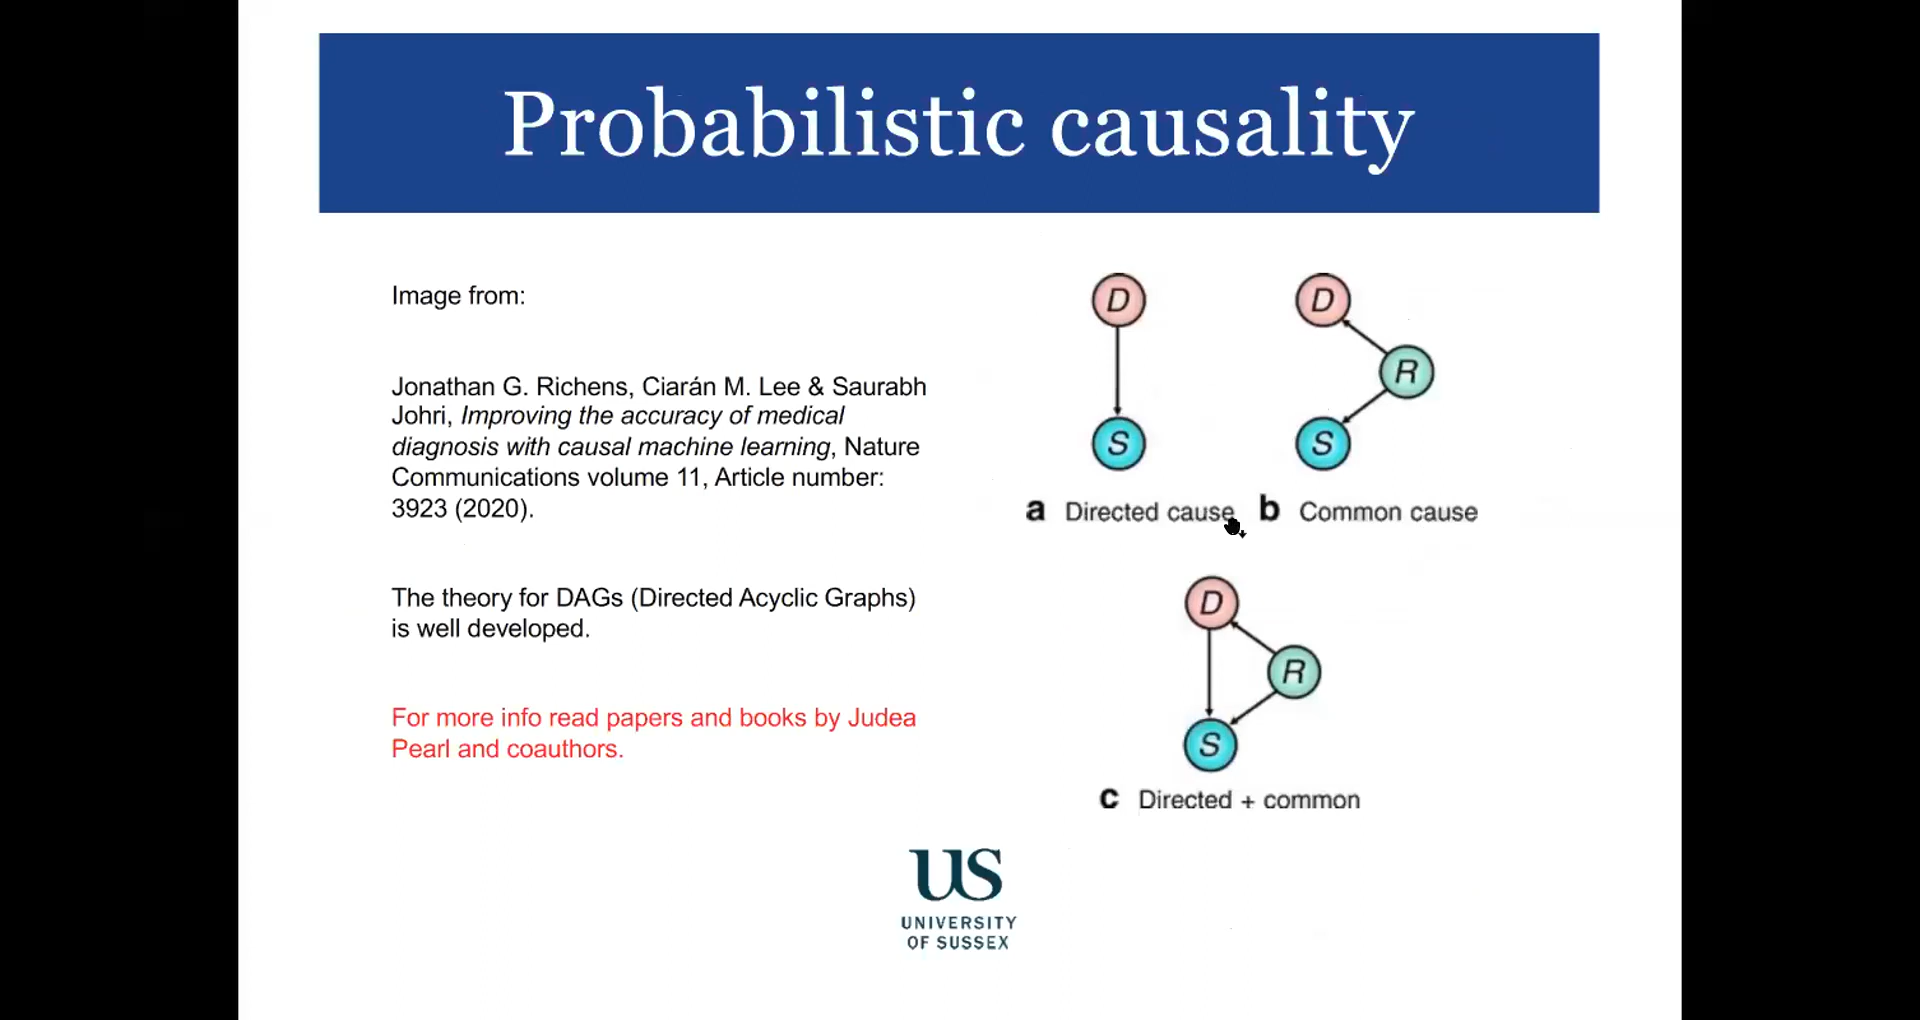 Probabilistic causality
Image from:
Jonathan G. Richens, Ciarán M. Lee & Saurabh
Johri, Improving the accuracy of medical
diagnosis with causal machine learning, Nature
Communications volume 11, Article number:
3923 (2020).
The theory for DAGs (Directed Acyclic Graphs)
is well developed.
For more info read papers and books by Judea
Pearl and coauthors.
D
D
R
S
S
a Directed cause
b Common cause
D
R
S
c Directed + common
US
UNIVERSITY
OF SUSSEX